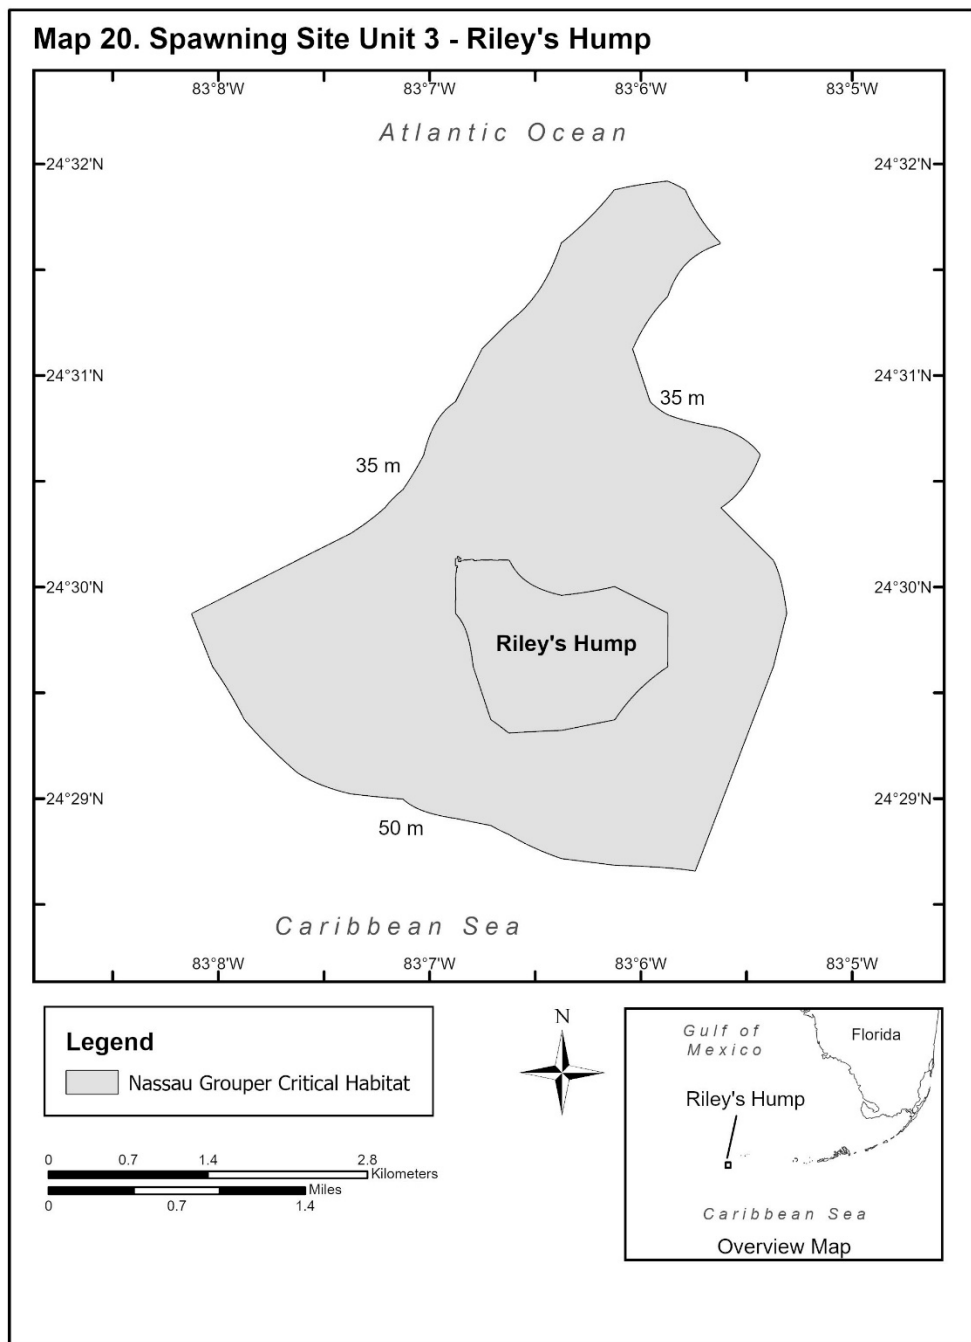 Map 20. Spawning Site Unit 3 - Riley's Hump
83°8'W 83°7'W 83°6'W 83°5'W
Atlantic Ocean
24°32'N 24°32'N
24°31'N 24°31'N
35 m
35 m
24°30'N 24°30'N
Riley's Hump
24°29'N 24°29'N
50 m
Caribbean Sea
83°8'W 83°7'W 83°6'W 83°5'W
Legend
Nassau Grouper Critical Habitat
0 0.7 1.4 2.8
Kilometers
Miles
0 0.7 1.4
N
Gulf of
Mexico
Florida
Riley's Hump
Caribbean Sea
Overview Map